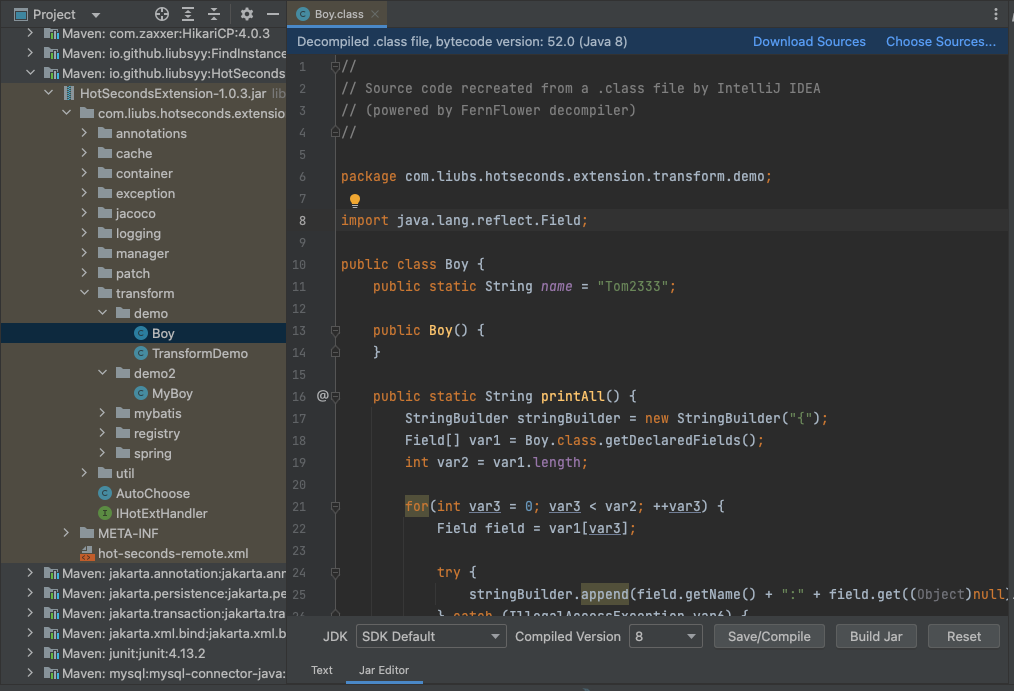 Project
Boy.class
Maven: com.zaxxer:HikariCP:4.0.3
Maven: io.github.liubsyy:FindInstance
Maven: io.github.liubsyy:HotSeconds
HotSecondsExtension-1.0.3.jar lib
com.liubs.hotseconds.extensio
annotations
cache
container
exception
jacoco
logging
manager
patch
transform
demo
Boy
TransformDemo
demo2
MyBoy
mybatis
registry
spring
util
AutoChoose
IHotExtHandler
META-INF
hot-seconds-remote.xml
Maven: jakarta.annotation:jakarta.anr
Maven: jakarta.persistence:jakarta.pe
Maven: jakarta.transaction:jakarta.tra
Maven: jakarta.xml.bind:jakarta.xml.b
Maven: junit:junit:4.13.2
Maven: mysql:mysql-connector-java:
Decompiled .class file, bytecode version: 52.0 (Java 8) Download Sources Choose Sources...
1 //
2 // Source code recreated from a .class file by IntelliJ IDEA
3 // (powered by FernFlower decompiler)
4 //
5
6 package com.liubs.hotseconds.extension.transform.demo;
7
8 import java.lang.reflect.Field;
9
10 public class Boy {
11 public static String name = "Tom2333";
12
13 public Boy() {
14 }
15
16 @ public static String printAll() {
17 StringBuilder stringBuilder = new StringBuilder("{");
18 Field[] var1 = Boy.class.getDeclaredFields();
19 int var2 = var1.length;
20
21 for(int var3 = 0; var3 < var2; ++var3) {
22 Field field = var1[var3];
23
24 try {
25 stringBuilder.append(field.getName() + ":" + field.get((Object)null)
26 } catch (IllegalAccessException var6) {
JDK SDK Default Compiled Version 8 Save/Compile Build Jar Reset
Text Jar Editor